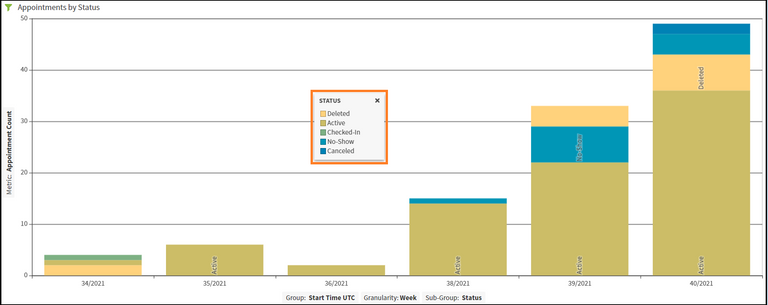 Appointments by Status
50
40
30
20
10
0
Metric: Appointment Count
STATUS ×
Deleted
Active
Checked-In
No-Show
Canceled
Active
Active
Active
No-Show
Active
Deleted
34/2021 35/2021 36/2021 38/2021 39/2021 40/2021
Group: Start Time UTC Granularity: Week Sub-Group: Status